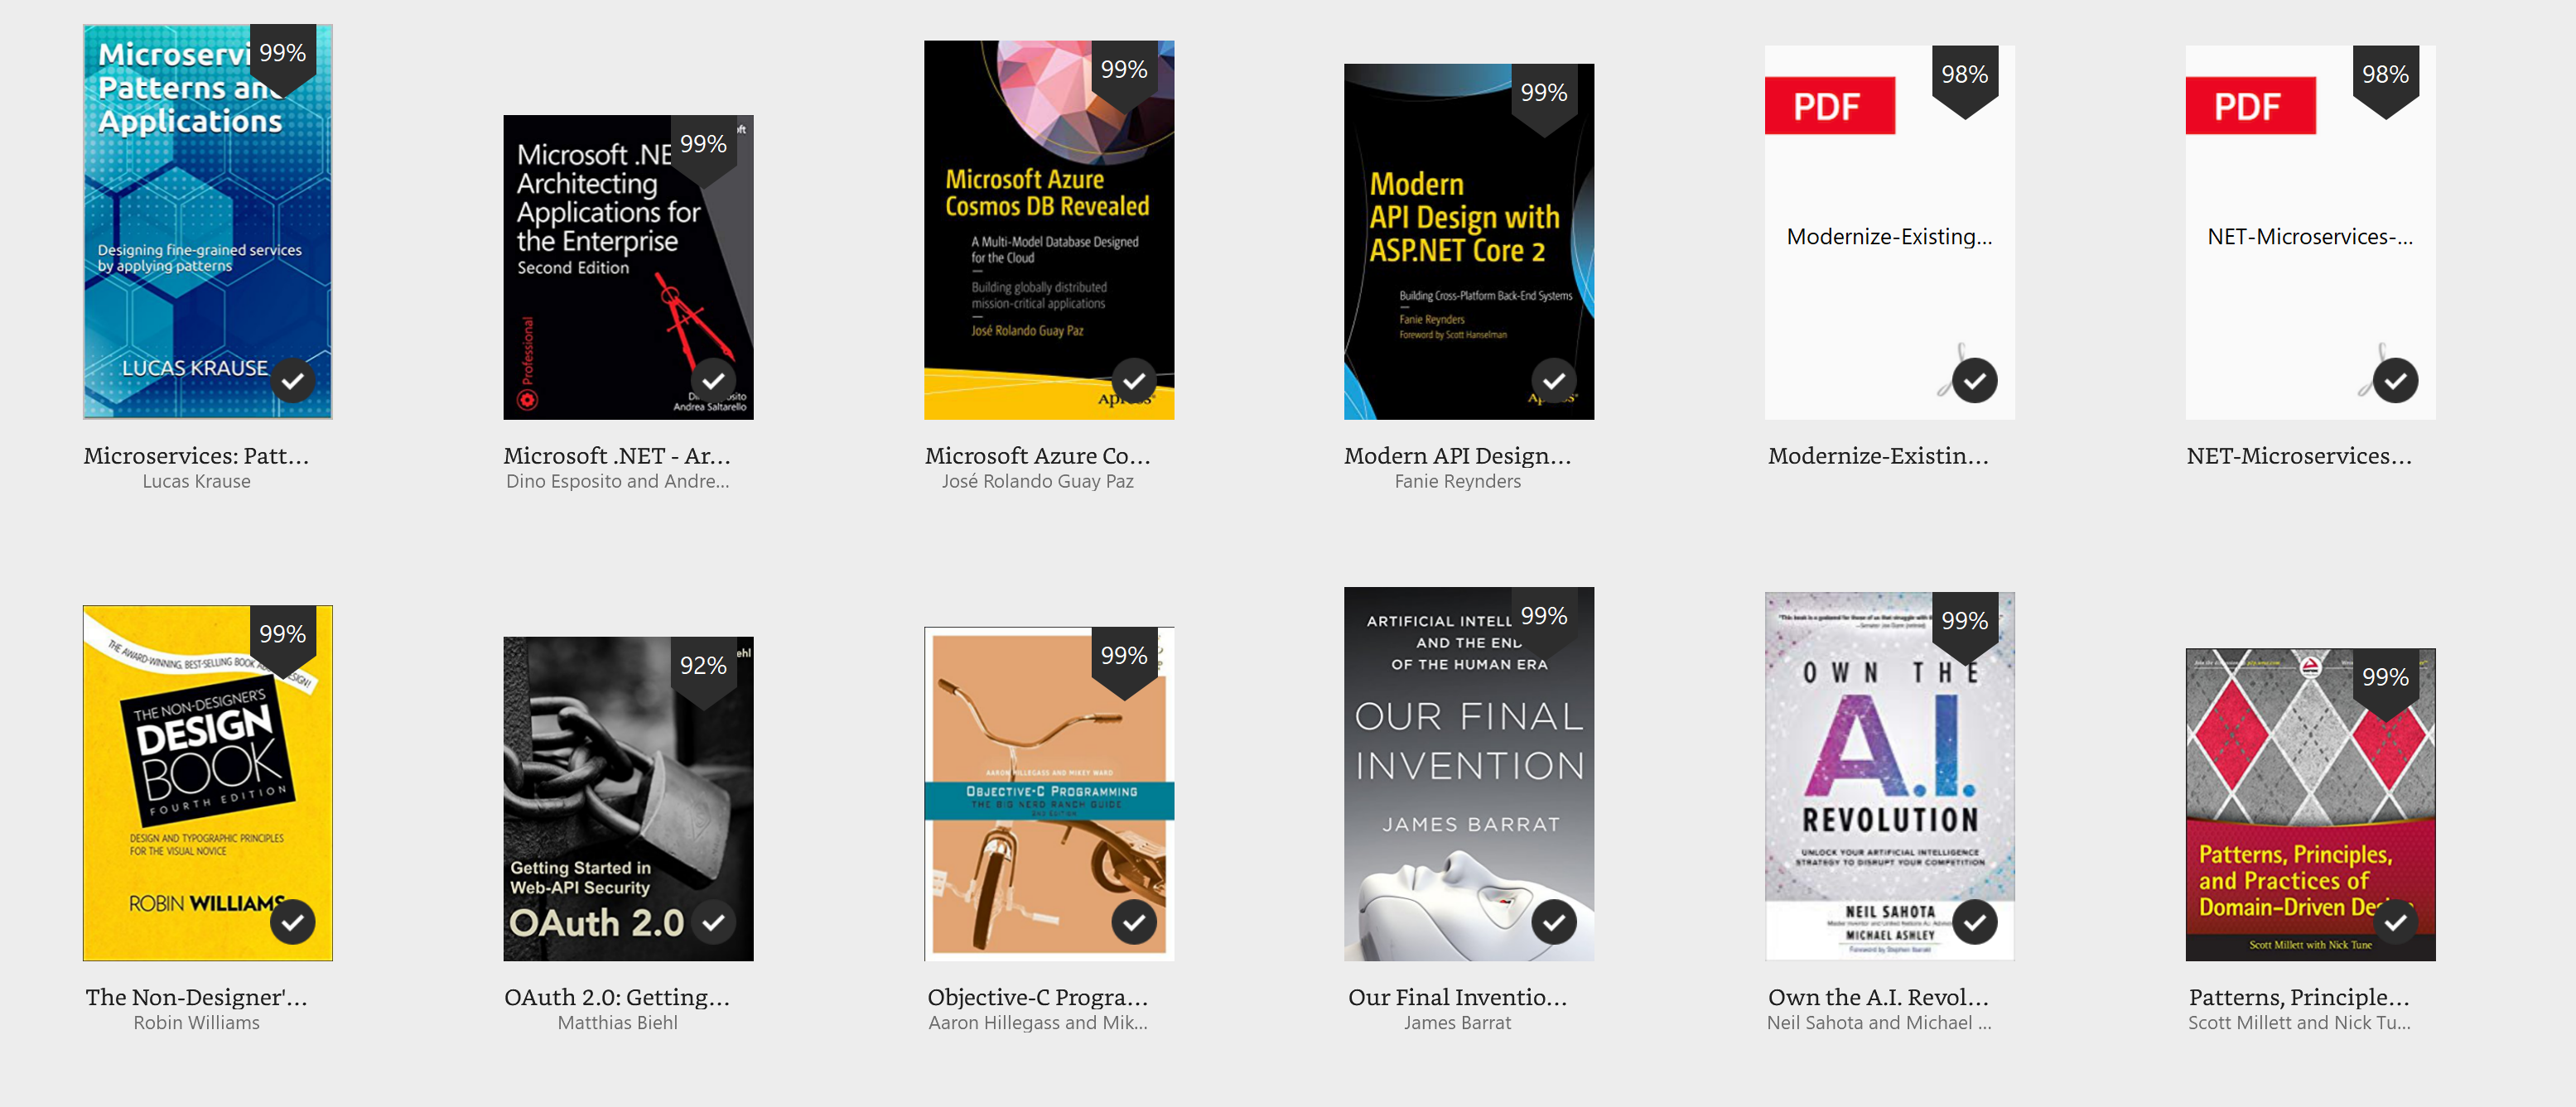 Microservi
Patterns and
Applications
99%
Designing fine-grained services
by applying patterns
LUCAS KRAUSE
Microservices: Patt...
Lucas Krause
99%
Microsoft .NE
Architecting
Applications for
the Enterprise
Second Edition
Professional
Andrea Saltarello
Microsoft .NET - Ar...
Dino Esposito and Andre...
99%
Microsoft Azure
Cosmos DB Revealed
A Multi-Model Database Designed
for the Cloud
Building globally distributed
mission-critical applications
José Rolando Guay Paz
Microsoft Azure Co...
José Rolando Guay Paz
99%
Modern
API Design with
ASP.NET Core 2
Building Cross-Platform Back-End Systems
Fanie Reynders
Foreword by Scott Hanselman
Modern API Design...
Fanie Reynders
98%
PDF
Modernize-Existing...
Modernize-Existin...
98%
PDF
NET-Microservices-...
NET-Microservices...
99%
THE AWARD-WINNING, BEST-SELLING BOOK
THE NON-DESIGNER'S
DESIGN
BOOK
FOURTH EDITION
DESIGN AND TYPOGRAPHIC PRINCIPLES
FOR THE VISUAL NOVICE
ROBIN WILLIAMS
The Non-Designer'...
Robin Williams
92%
ehl
Getting Started in
Web-API Security
OAuth 2.0
OAuth 2.0: Getting...
Matthias Biehl
99%
AARON HILLEGASS AND MIKEY WARD
OBJECTIVE-C PROGRAMMING
THE BIG NERD RANCH GUIDE
2ND EDITION
Objective-C Progra...
Aaron Hillegass and Mik...
99%
ARTIFICIAL INTELL
AND THE END
OF THE HUMAN ERA
OUR FINAL
INVENTION
JAMES BARRAT
Our Final Inventio...
James Barrat
99%
OWN THE
A.I.
REVOLUTION
UNLOCK YOUR ARTIFICIAL INTELLIGENCE
STRATEGY TO DISRUPT YOUR COMPETITION
NEIL SAHOTA
MICHAEL ASHLEY
Foreword by Stephen Ibaraki
Own the A.I. Revol...
Neil Sahota and Michael ...
99%
Patterns, Principles,
and Practices of
Domain-Driven De
Scott Millett with Nick Tune
Patterns, Principle...
Scott Millett and Nick Tu...